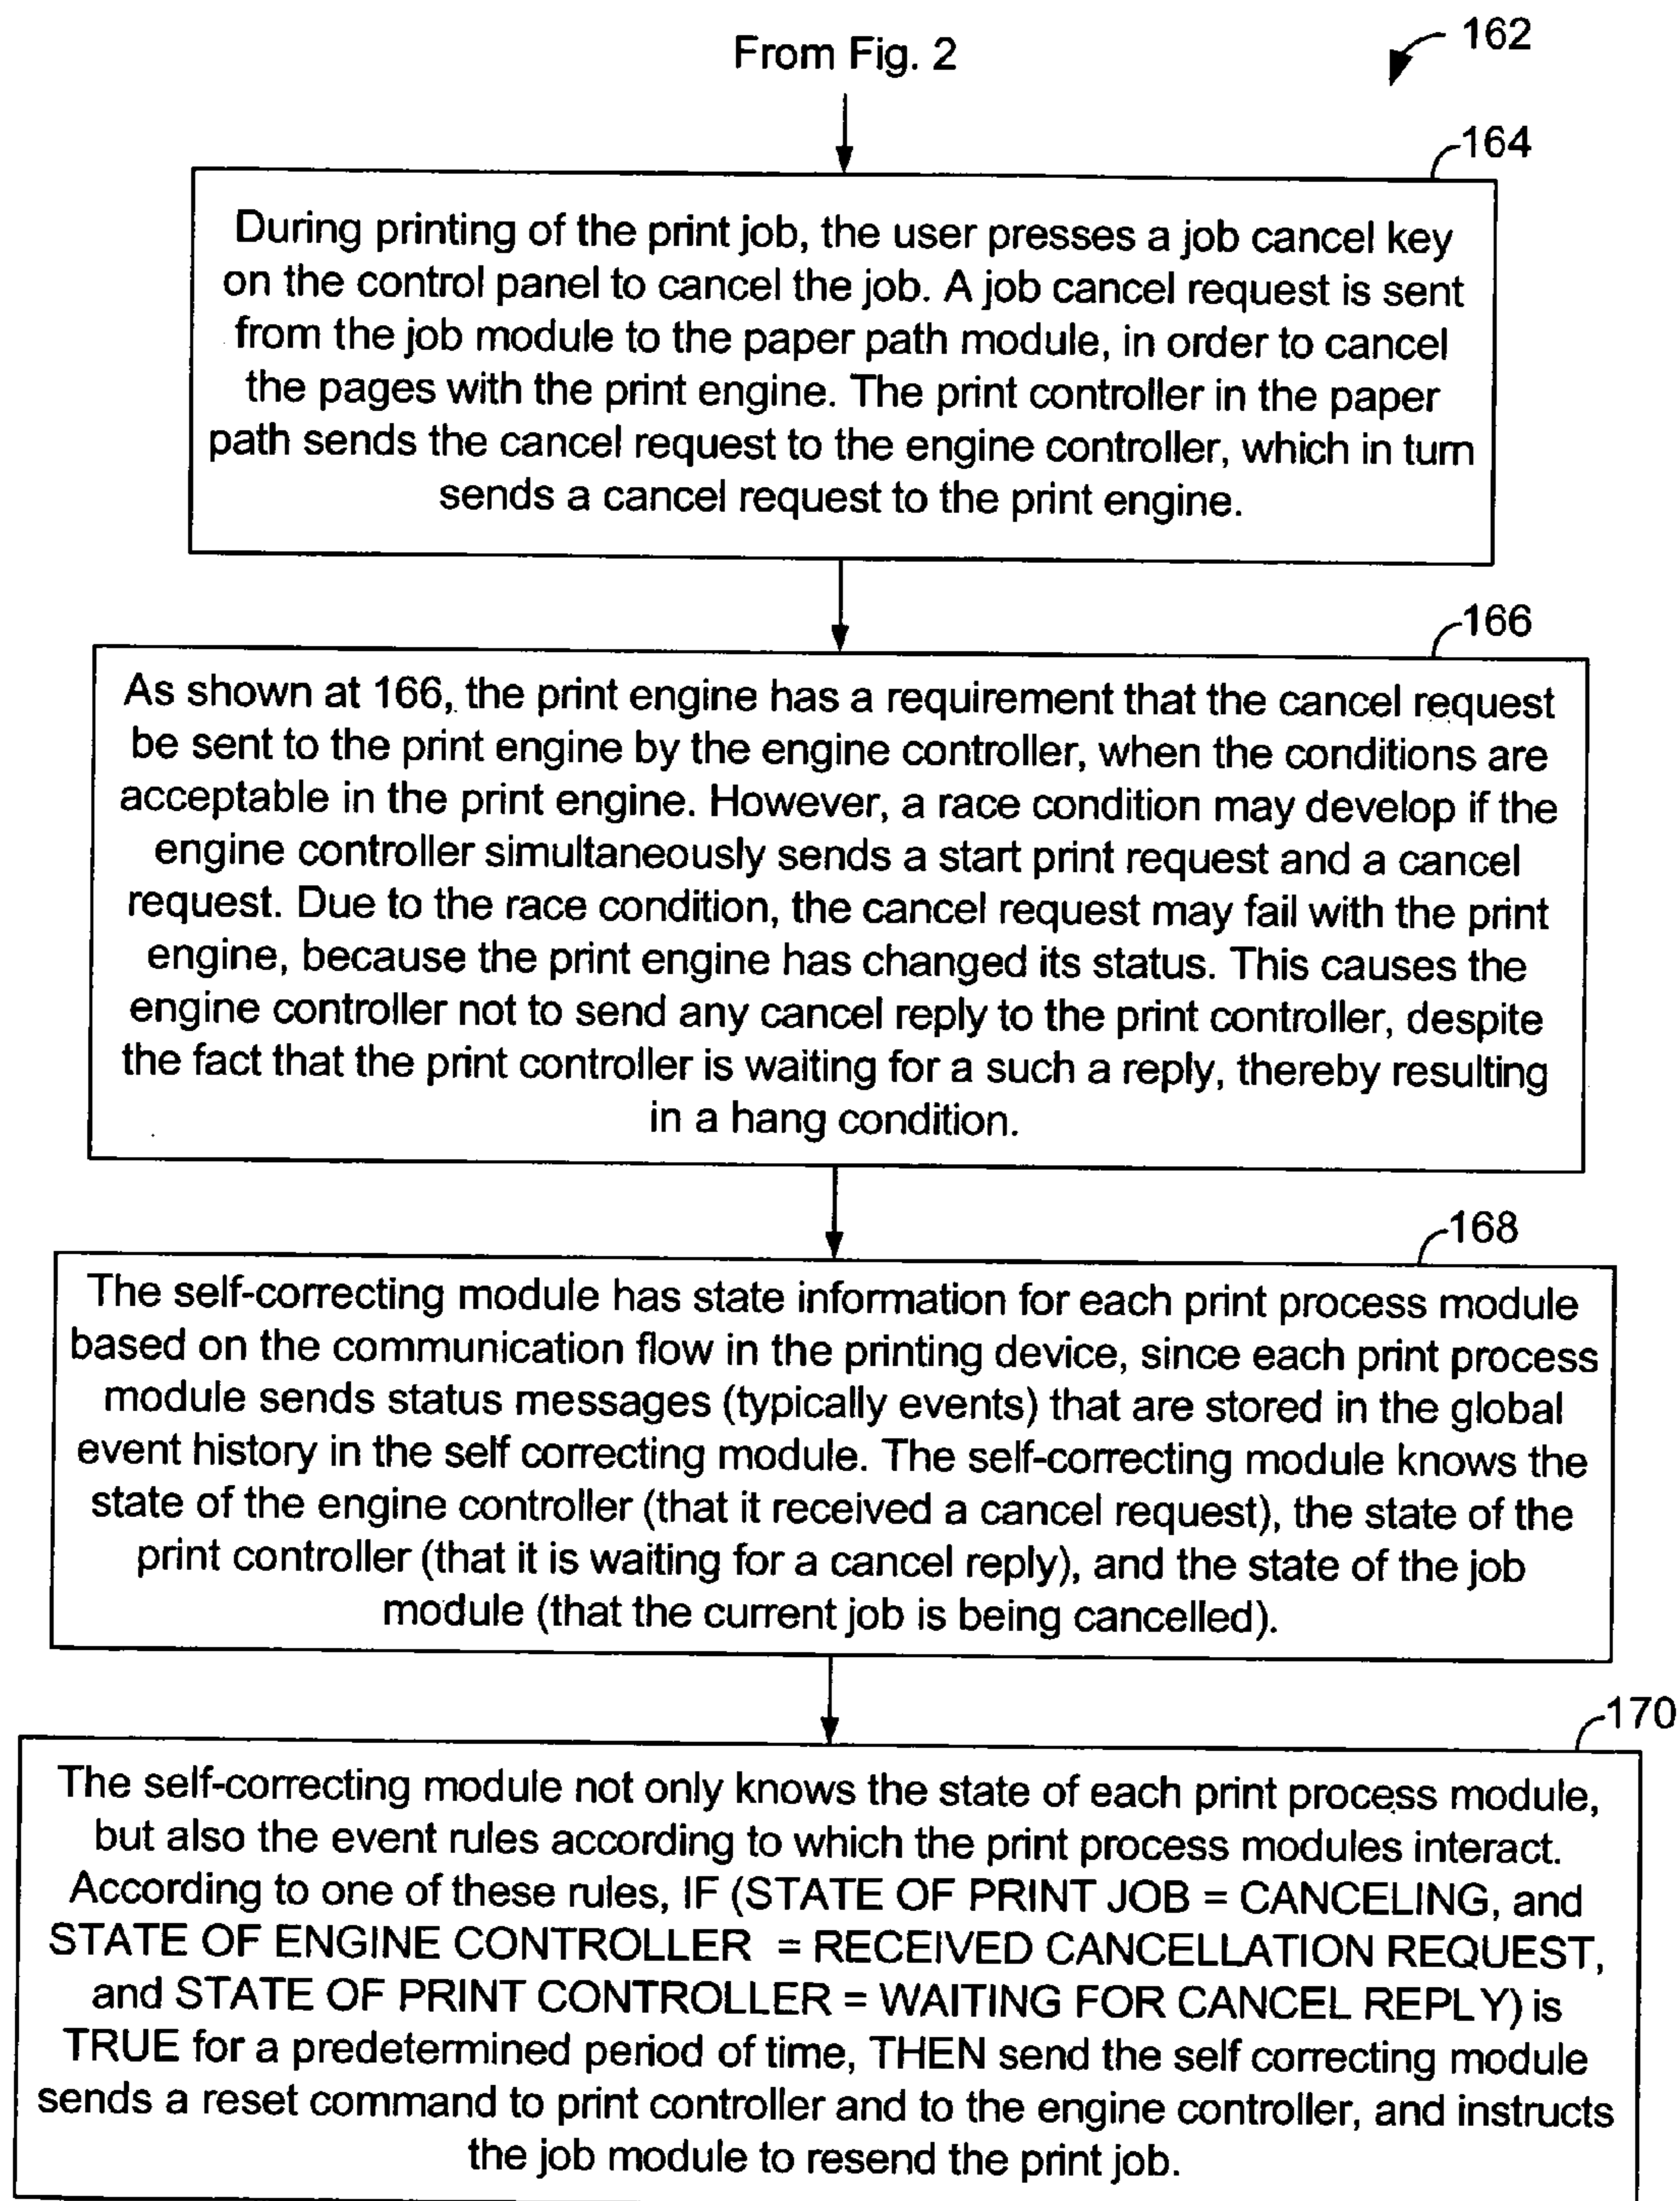 From Fig. 2
162
164
During printing of the print job, the user presses a job cancel key
on the control panel to cancel the job. A job cancel request is sent
from the job module to the paper path module, in order to cancel
the pages with the print engine. The print controller in the paper
path sends the cancel request to the engine controller, which in turn
sends a cancel request to the print engine.
166
As shown at 166, the print engine has a requirement that the cancel request
be sent to the print engine by the engine controller, when the conditions are
acceptable in the print engine. However, a race condition may develop if the
engine controller simultaneously sends a start print request and a cancel
request. Due to the race condition, the cancel request may fail with the print
engine, because the print engine has changed its status. This causes the
engine controller not to send any cancel reply to the print controller, despite
the fact that the print controller is waiting for a such a reply, thereby resulting
in a hang condition.
168
The self-correcting module has state information for each print process module
based on the communication flow in the printing device, since each print process
module sends status messages (typically events) that are stored in the global
event history in the self correcting module. The self-correcting module knows the
state of the engine controller (that it received a cancel request), the state of the
print controller (that it is waiting for a cancel reply), and the state of the job
module (that the current job is being cancelled).
170
The self-correcting module not only knows the state of each print process module,
but also the event rules according to which the print process modules interact.
According to one of these rules, IF (STATE OF PRINT JOB = CANCELING, and
STATE OF ENGINE CONTROLLER = RECEIVED CANCELLATION REQUEST,
and STATE OF PRINT CONTROLLER = WAITING FOR CANCEL REPLY) is
TRUE for a predetermined period of time, THEN send the self correcting module
sends a reset command to print controller and to the engine controller, and instructs
the job module to resend the print job.